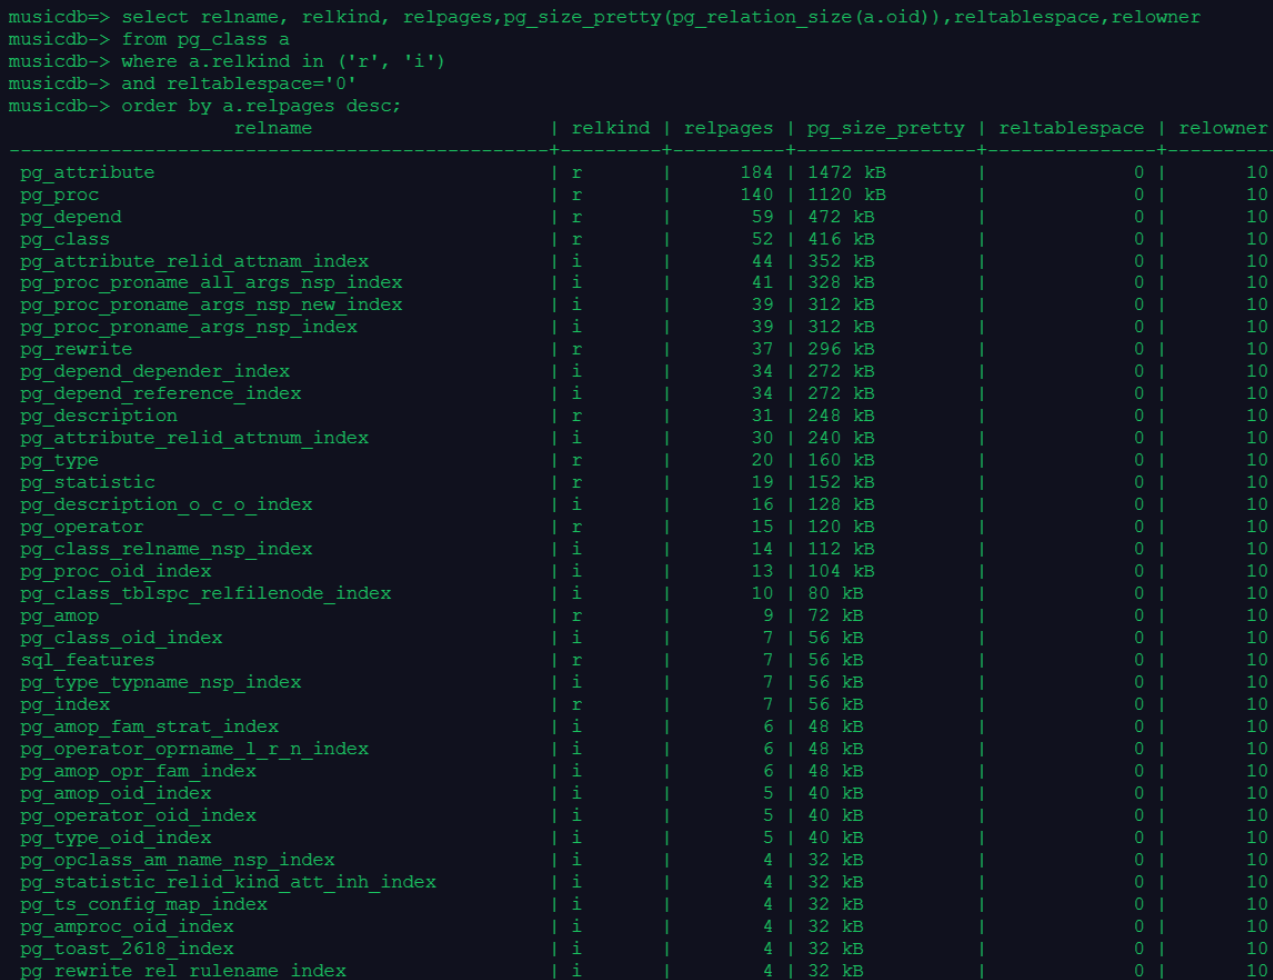 musicdb=> select relname, relkind, relpages,pg_size_pretty(pg_relation_size(a.oid)),reltablespace,relowner
musicdb-> from pg_class a
musicdb-> where a.relkind in ('r', 'i')
musicdb-> and reltablespace='0'
musicdb-> order by a.relpages desc;
relname | relkind | relpages | pg_size_pretty | reltablespace | relowner
------------------------------------------------+---------+----------+----------------+---------------+----------
pg_attribute | r | 184 | 1472 kB | 0 | 10
pg_proc | r | 140 | 1120 kB | 0 | 10
pg_depend | r | 59 | 472 kB | 0 | 10
pg_class | r | 52 | 416 kB | 0 | 10
pg_attribute_relid_attnam_index | i | 44 | 352 kB | 0 | 10
pg_proc_proname_all_args_nsp_index | i | 41 | 328 kB | 0 | 10
pg_proc_proname_args_nsp_new_index | i | 39 | 312 kB | 0 | 10
pg_proc_proname_args_nsp_index | i | 39 | 312 kB | 0 | 10
pg_rewrite | r | 37 | 296 kB | 0 | 10
pg_depend_depender_index | i | 34 | 272 kB | 0 | 10
pg_depend_reference_index | i | 34 | 272 kB | 0 | 10
pg_description | r | 31 | 248 kB | 0 | 10
pg_attribute_relid_attnum_index | i | 30 | 240 kB | 0 | 10
pg_type | r | 20 | 160 kB | 0 | 10
pg_statistic | r | 19 | 152 kB | 0 | 10
pg_description_o_c_o_index | i | 16 | 128 kB | 0 | 10
pg_operator | r | 15 | 120 kB | 0 | 10
pg_class_relname_nsp_index | i | 14 | 112 kB | 0 | 10
pg_proc_oid_index | i | 13 | 104 kB | 0 | 10
pg_class_tblspc_relfilenode_index | i | 10 | 80 kB | 0 | 10
pg_amop | r | 9 | 72 kB | 0 | 10
pg_class_oid_index | i | 7 | 56 kB | 0 | 10
sql_features | r | 7 | 56 kB | 0 | 10
pg_type_typname_nsp_index | i | 7 | 56 kB | 0 | 10
pg_index | r | 7 | 56 kB | 0 | 10
pg_amop_fam_strat_index | i | 6 | 48 kB | 0 | 10
pg_operator_oprname_l_r_n_index | i | 6 | 48 kB | 0 | 10
pg_amop_opr_fam_index | i | 6 | 48 kB | 0 | 10
pg_amop_oid_index | i | 5 | 40 kB | 0 | 10
pg_operator_oid_index | i | 5 | 40 kB | 0 | 10
pg_type_oid_index | i | 5 | 40 kB | 0 | 10
pg_opclass_am_name_nsp_index | i | 4 | 32 kB | 0 | 10
pg_statistic_relid_kind_att_inh_index | i | 4 | 32 kB | 0 | 10
pg_ts_config_map_index | i | 4 | 32 kB | 0 | 10
pg_amproc_oid_index | i | 4 | 32 kB | 0 | 10
pg_toast_2618_index | i | 4 | 32 kB | 0 | 10
pg_rewrite_rel_rulename_index | i | 4 | 32 kB | 0 | 10